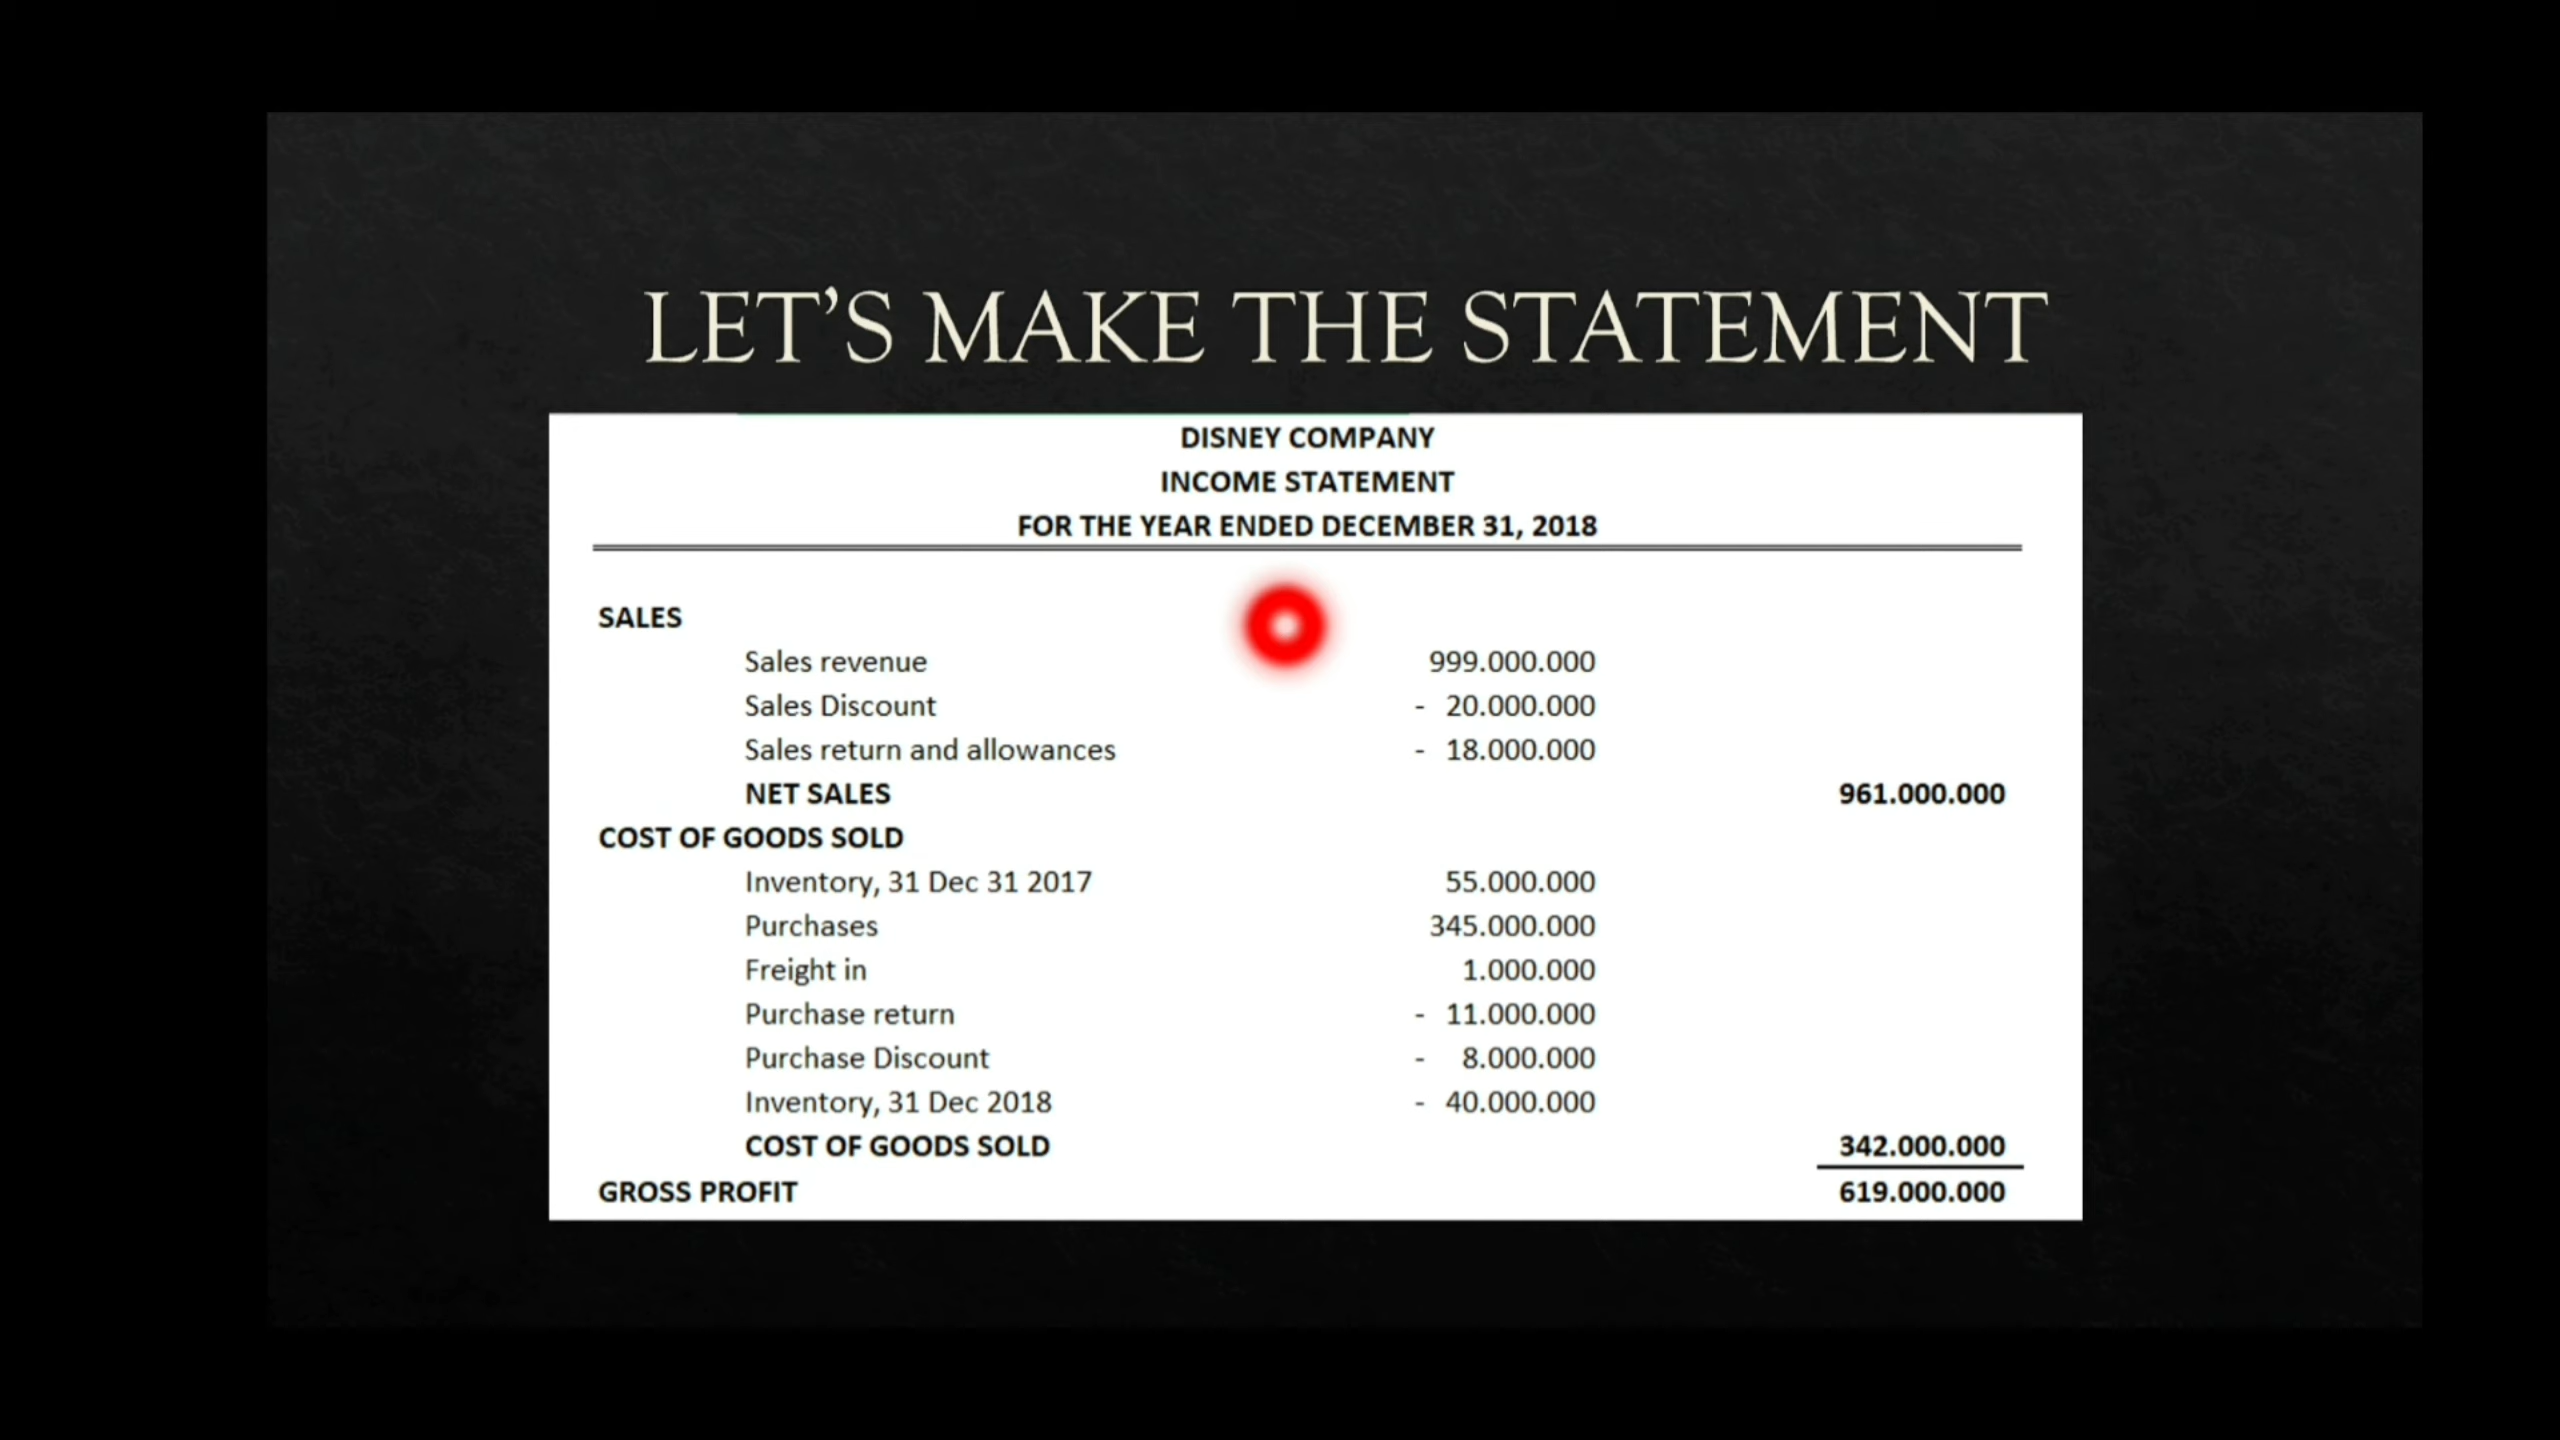 LET'S MAKE THE STATEMENT
DISNEY COMPANY
INCOME STATEMENT
FOR THE YEAR ENDED DECEMBER 31, 2018
SALES
Sales revenue 999.000.000
Sales Discount - 20.000.000
Sales return and allowances - 18.000.000
NET SALES 961.000.000
COST OF GOODS SOLD
Inventory, 31 Dec 31 2017 55.000.000
Purchases 345.000.000
Freight in 1.000.000
Purchase return - 11.000.000
Purchase Discount - 8.000.000
Inventory, 31 Dec 2018 - 40.000.000
COST OF GOODS SOLD 342.000.000
GROSS PROFIT 619.000.000